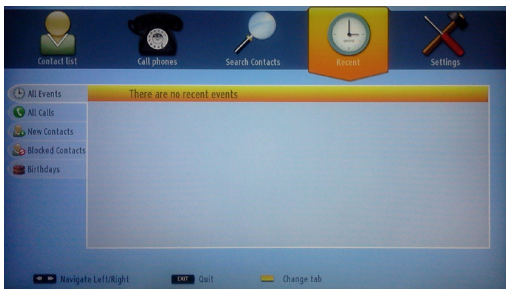 Contact list
Call phones
Search Contacts
Recent
Settings
All Events
There are no recent events
All Calls
New Contacts
Blocked Contacts
Birthdays
Navigate Left/Right
EXIT Quit
Change tab